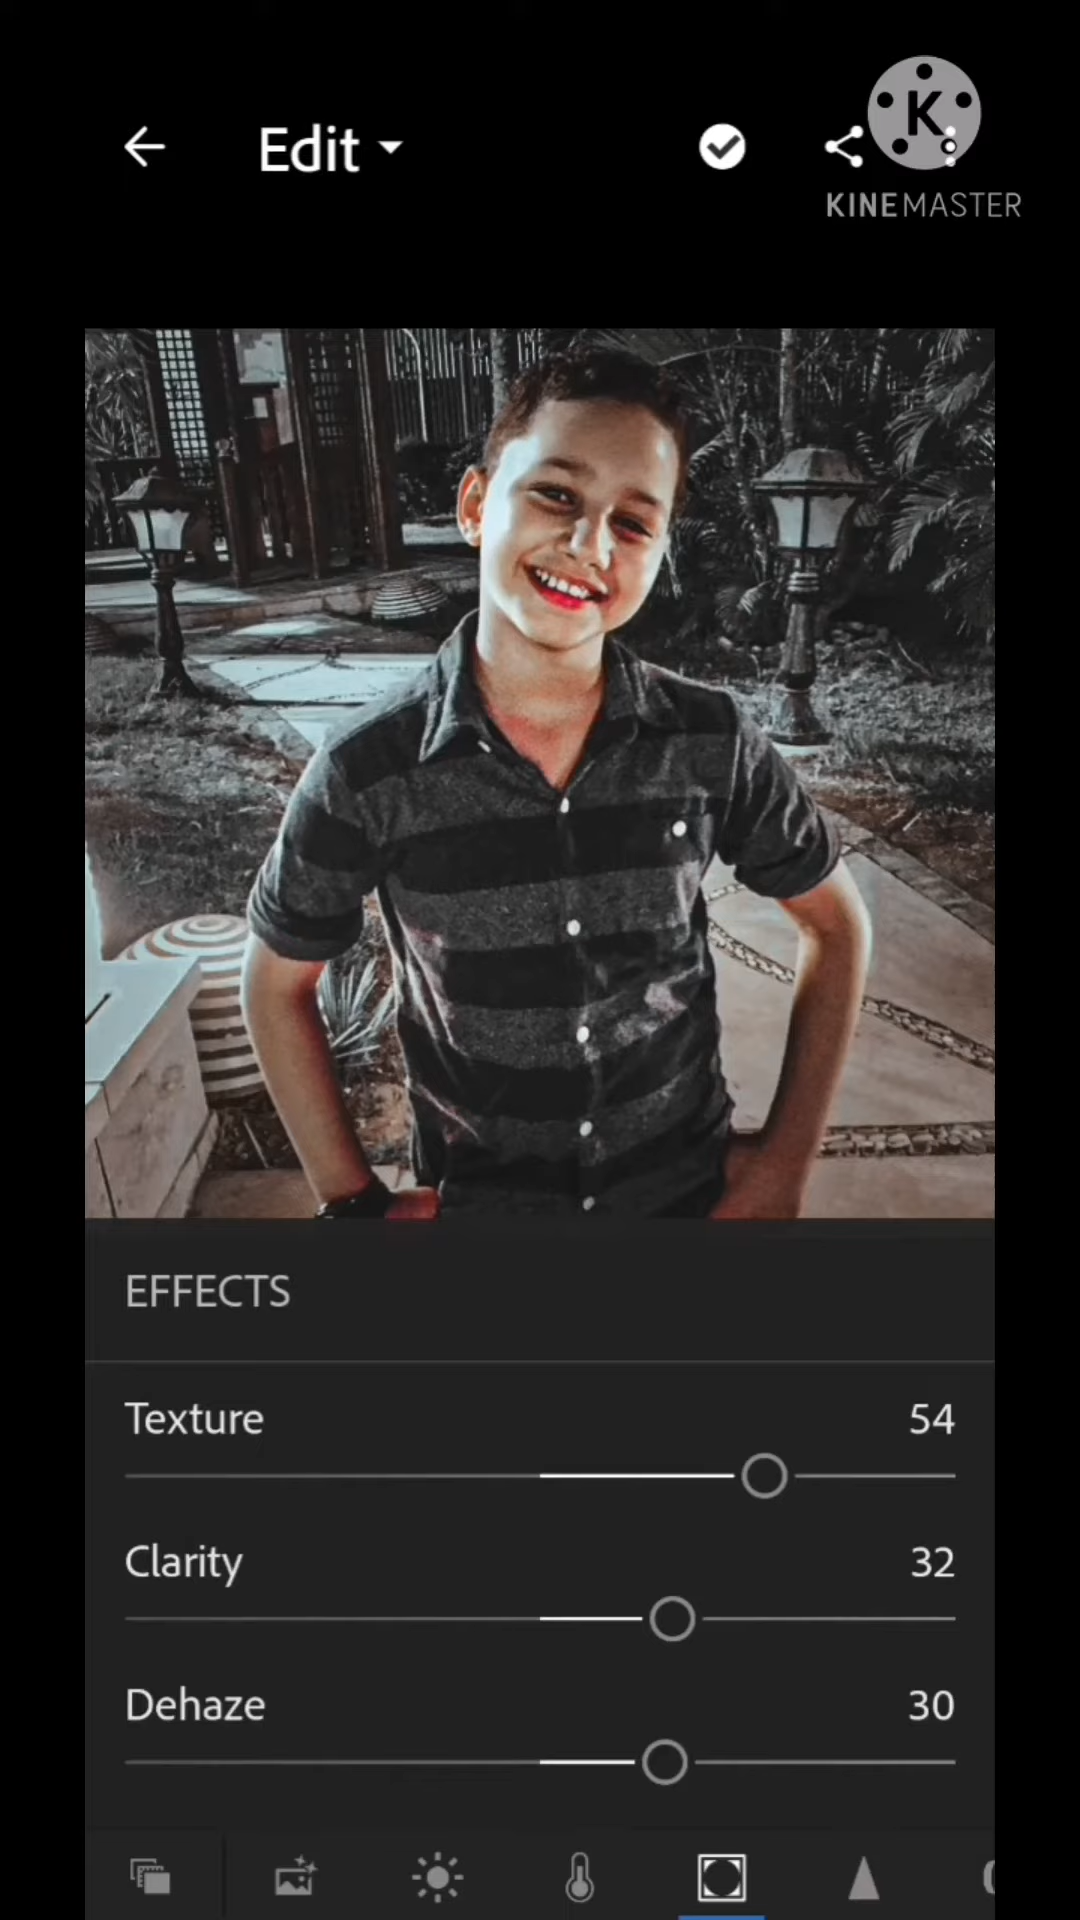 Edit
K
KINEMASTER
EFFECTS
Texture 54
Clarity 32
Dehaze 30